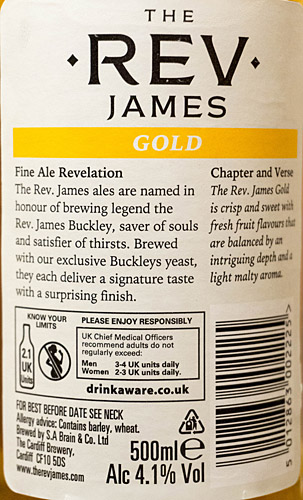 THE
·REV·
JAMES
GOLD
Fine Ale Revelation
The Rev. James ales are named in
honour of brewing legend the
Rev. James Buckley, saver of souls
and satisfier of thirsts. Brewed
with our exclusive Buckleys yeast,
they each deliver a signature taste
with a surprising finish.
Chapter and Verse
The Rev. James Gold
is crisp and sweet with
fresh fruit flavours that
are balanced by an
intriguing depth and a
light malty aroma.
KNOW YOUR
LIMITS
2.1
UK
Units
PLEASE ENJOY RESPONSIBLY
UK Chief Medical Officers
recommend adults do not
regularly exceed:
Men 3-4 UK units daily
Women 2-3 UK units daily.
drinkaware.co.uk
FOR BEST BEFORE DATE SEE NECK
Allergy advice: Contains barley, wheat.
Brewed by S.A Brain & Co. Ltd
The Cardiff Brewery,
Cardiff CF10 5DS
www.therevjames.com
500ml e
Alc 4.1% Vol
5 012863 002225 >